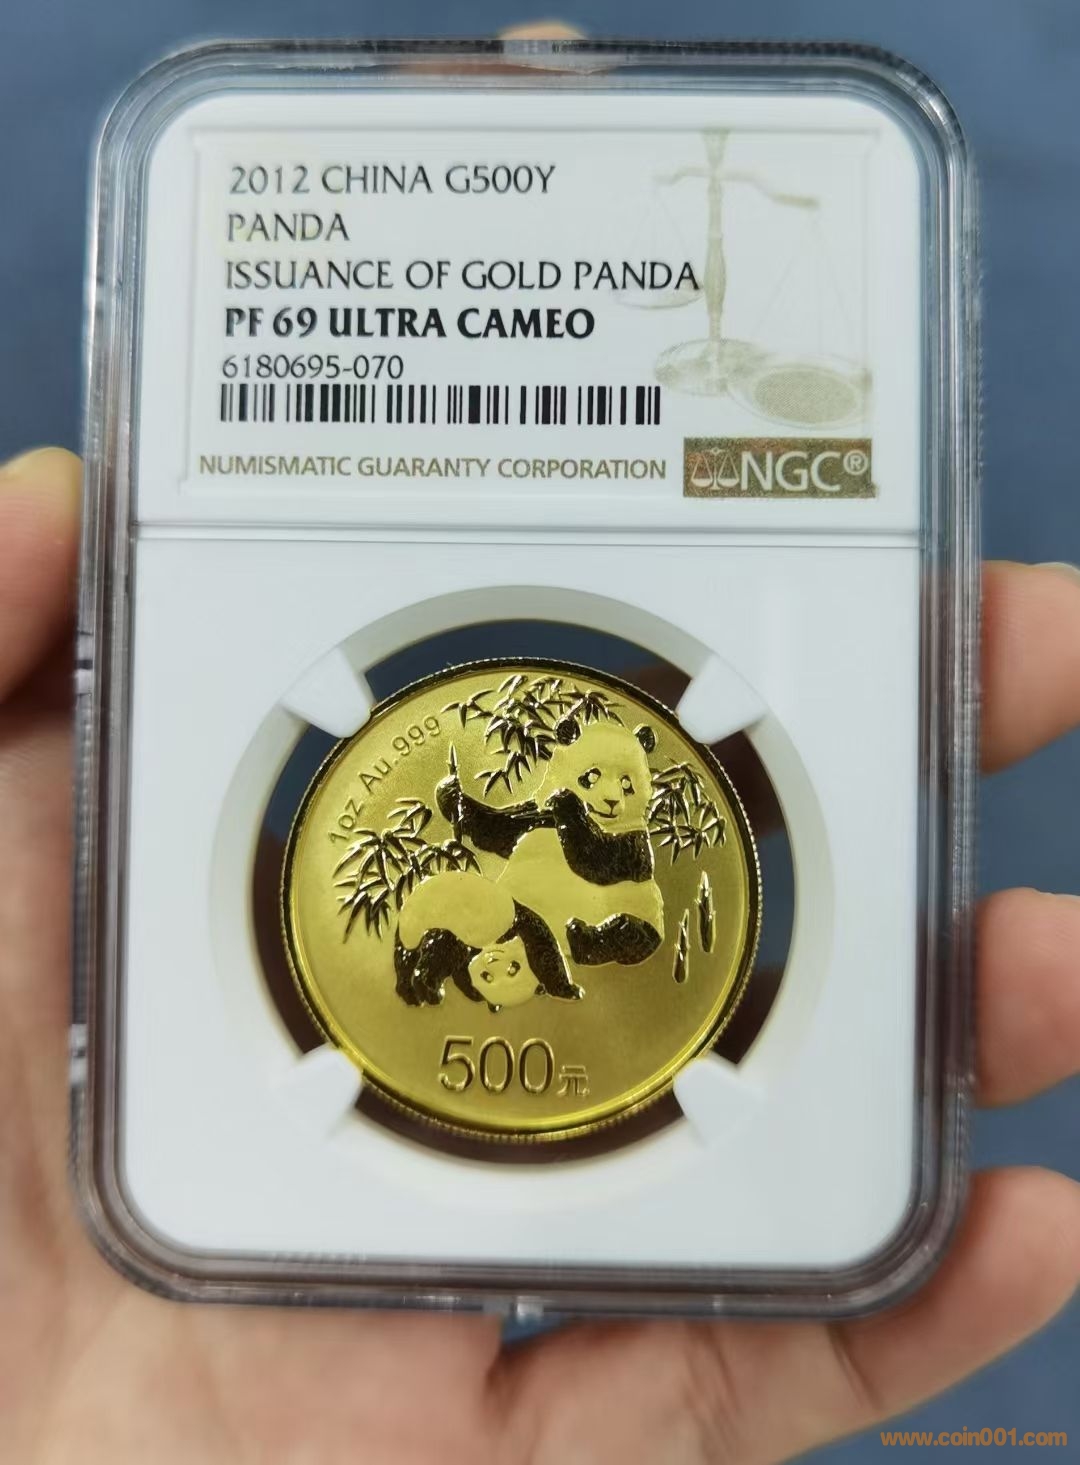 2012 CHINA G500Y
PANDA
ISSUANCE OF GOLD PANDA
PF 69 ULTRA CAMEO
6180695-070
NUMISMATIC GUARANTY CORPORATION
NGC®
1oz Au.999
500元
www.coin001.com